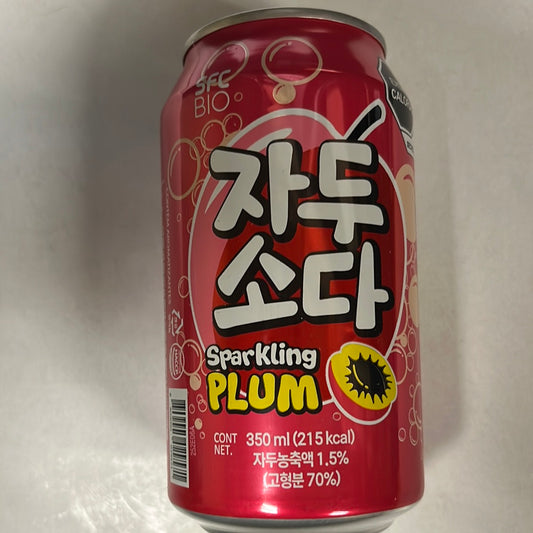 SFC
BIO
CALOR
자두
소다
Sparkling
PLUM
CONT
NET.
350 ml (215 kcal)
자두농축액 1.5%
(고형분 70%)